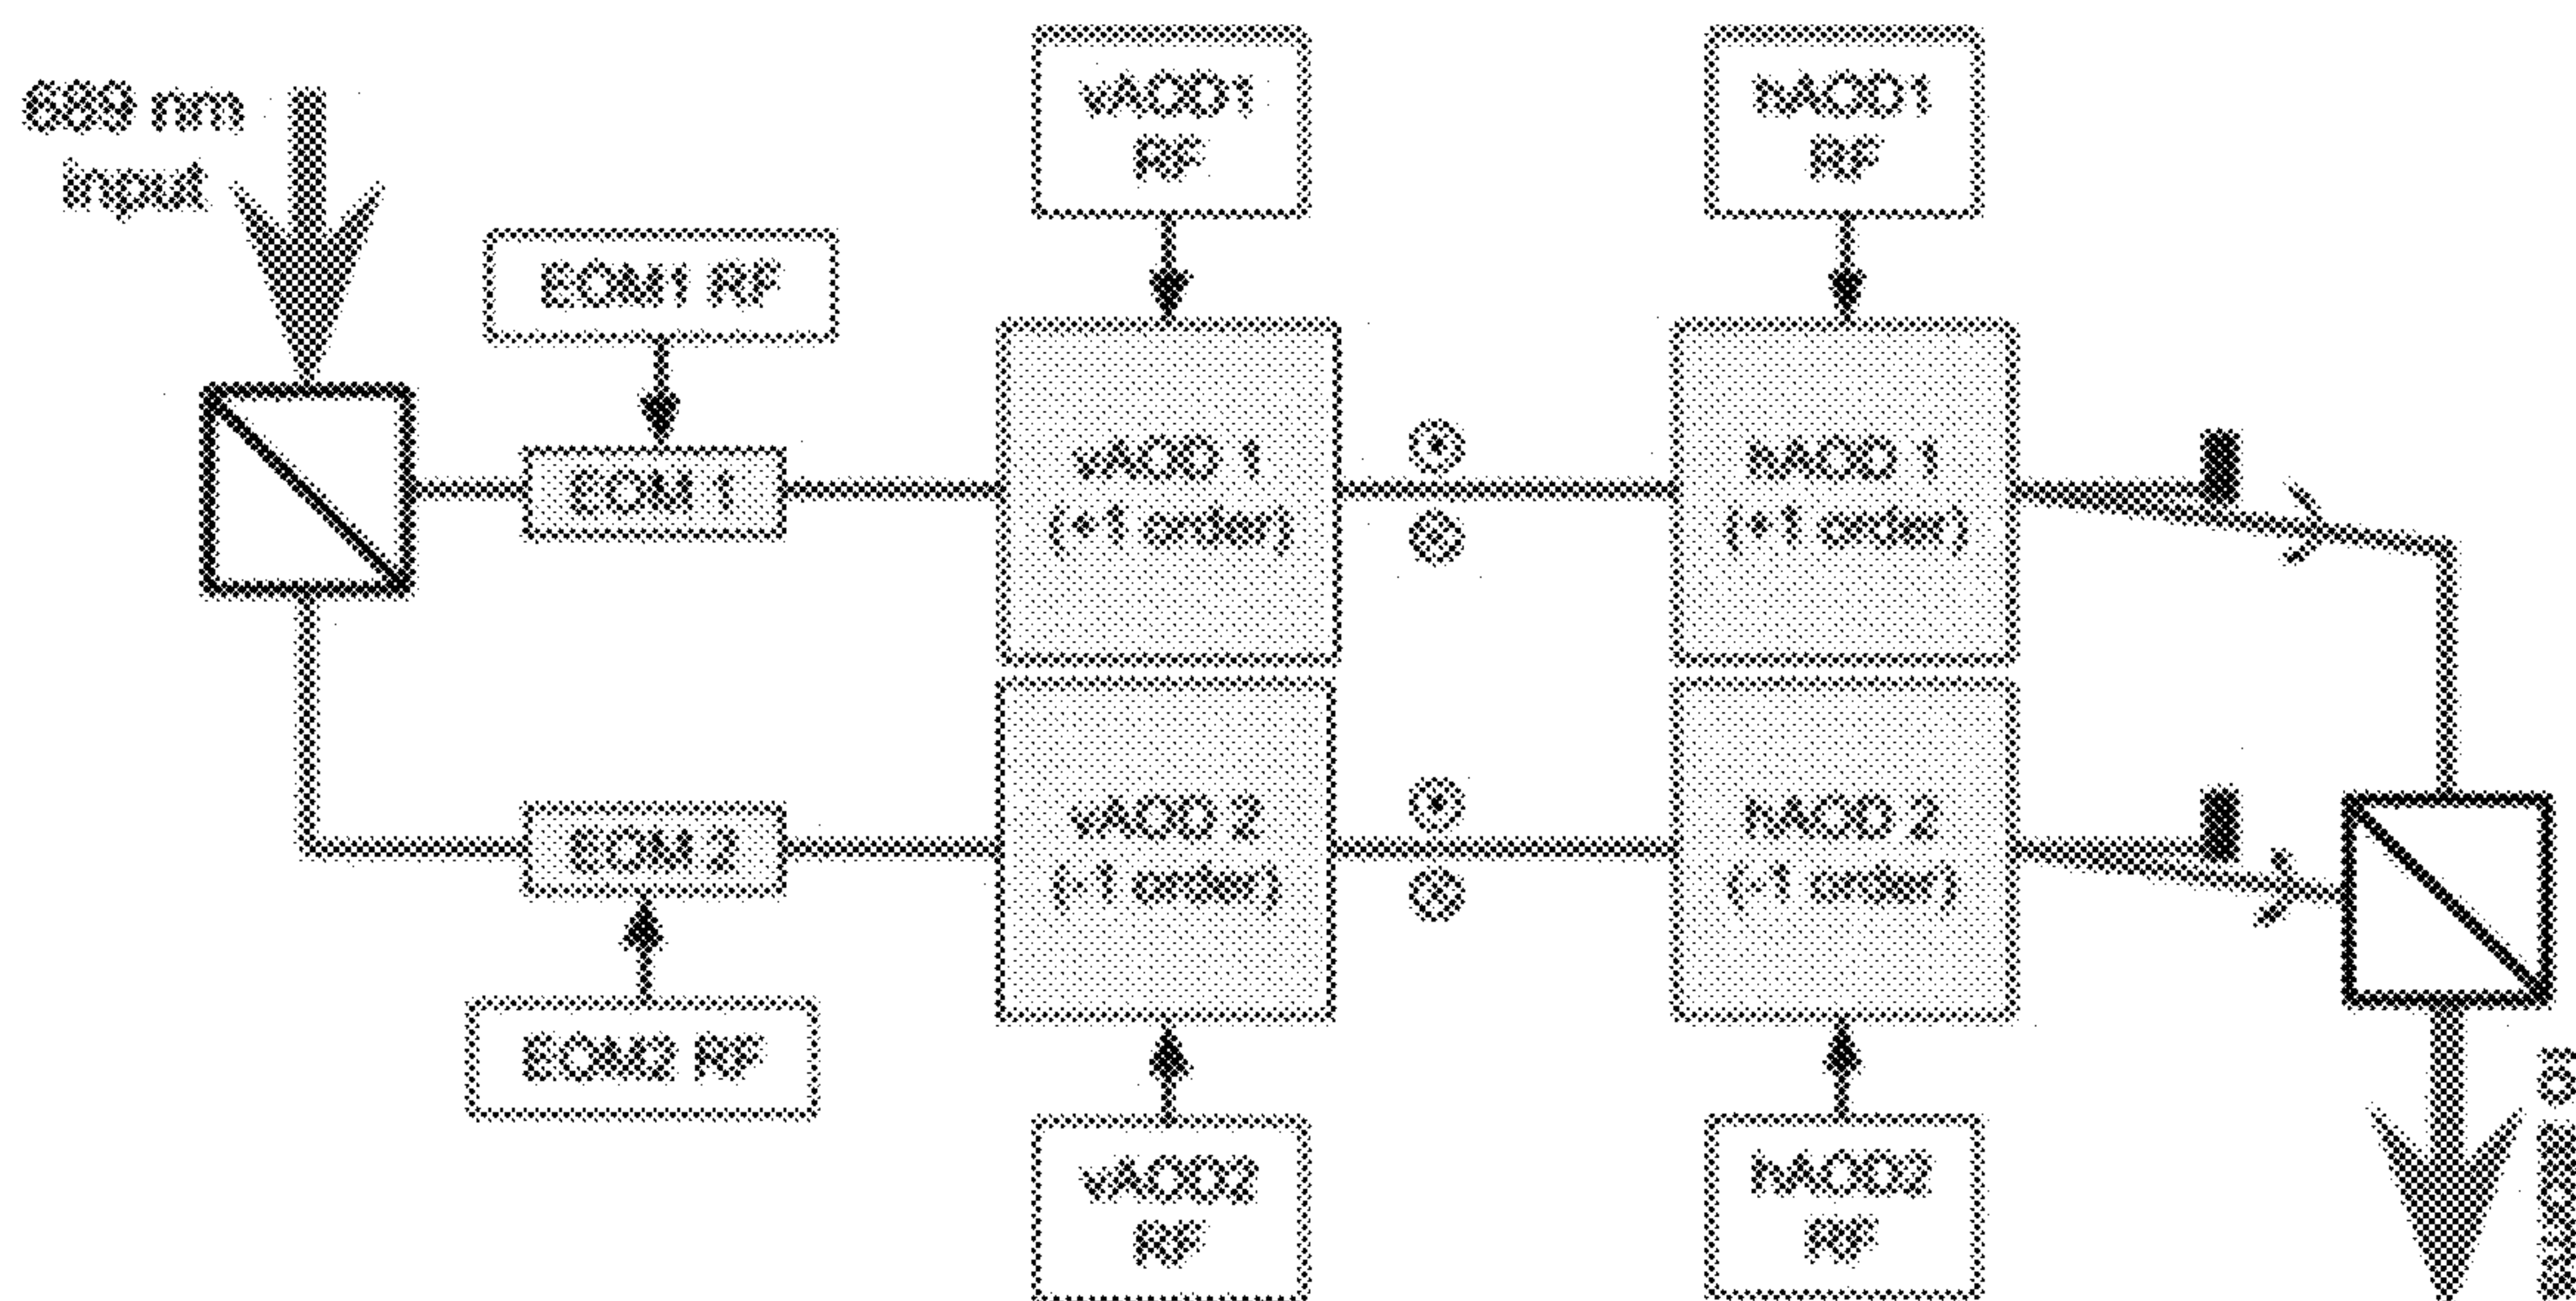 689 nm
input
EOM1 RF
vAOD1
RF
hAOD1
RF
EOM 1
vAOD 1
(+1 order)
hAOD 1
(+1 order)
EOM 2
vAOD 2
(-1 order)
hAOD 2
(-1 order)
EOM2 RF
vAOD2
RF
hAOD2
RF
to